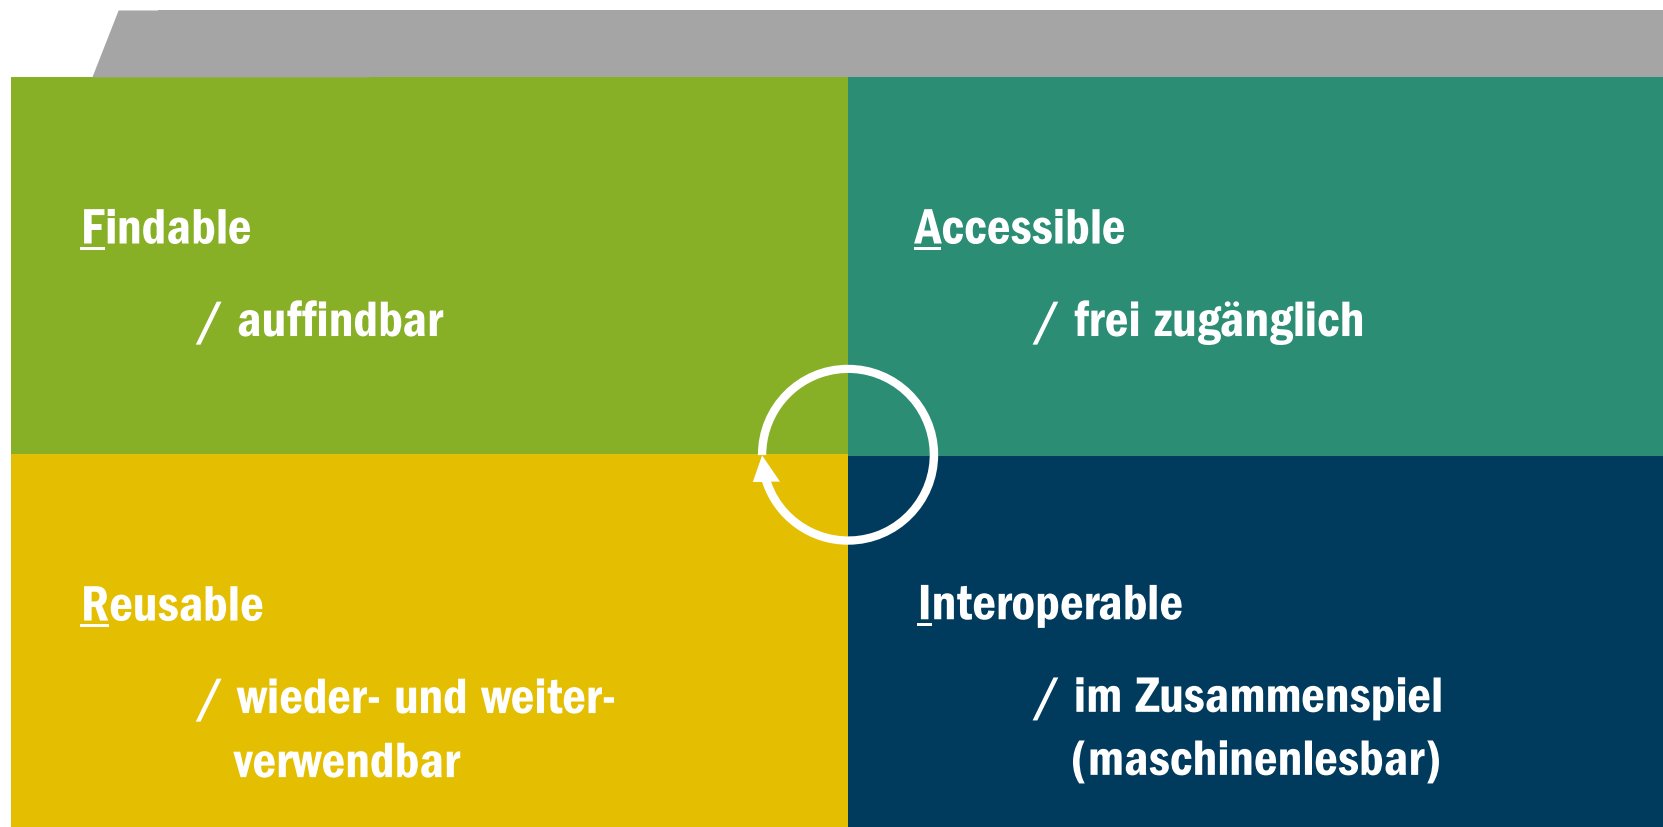 Findable
/ auffindbar
Accessible
/ frei zugänglich
Reusable
/ wieder- und weiter-
verwendbar
Interoperable
/ im Zusammenspiel
(maschinenlesbar)